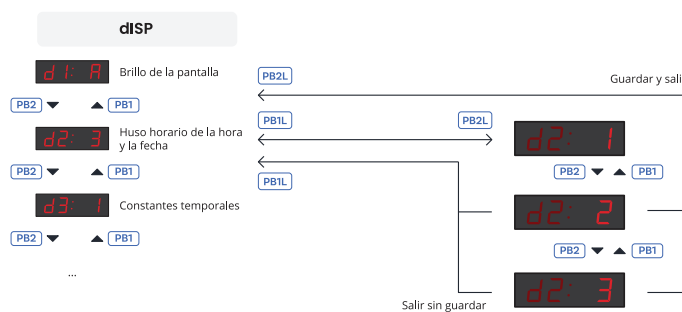 dISP
d1: A
Brillo de la pantalla
PB2L
Guardar y sali
PB2
PB1
PB1L
PB2L
d2: 3
Huso horario de la hora
y la fecha
d2: 1
PB2
PB1
PB2
PB1
PB1L
d3: 1
Constantes temporales
d2: 2
PB2
PB1
PB2
PB1
...
d2: 3
Salir sin guardar